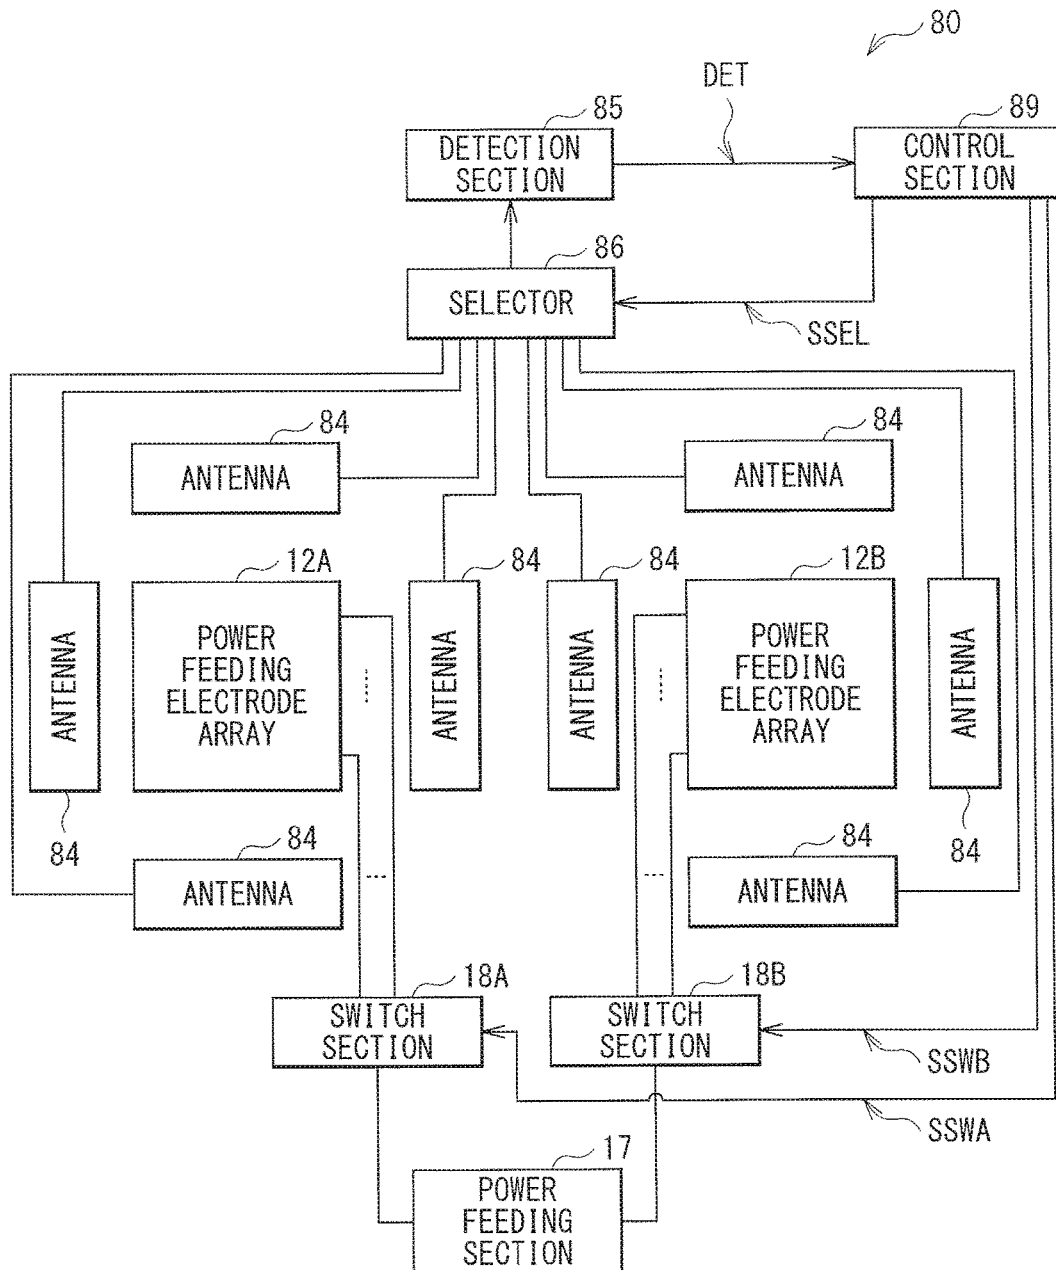 80
DET
85
89
DETECTION
SECTION
CONTROL
SECTION
86
SELECTOR
SSEL
84
84
ANTENNA
ANTENNA
12A
84
84
12B
ANTENNA
POWER
FEEDING
ELECTRODE
ARRAY
ANTENNA
ANTENNA
POWER
FEEDING
ELECTRODE
ARRAY
ANTENNA
84
84
84
84
ANTENNA
ANTENNA
18A
18B
SWITCH
SECTION
SWITCH
SECTION
SSWB
SSWA
17
POWER
FEEDING
SECTION